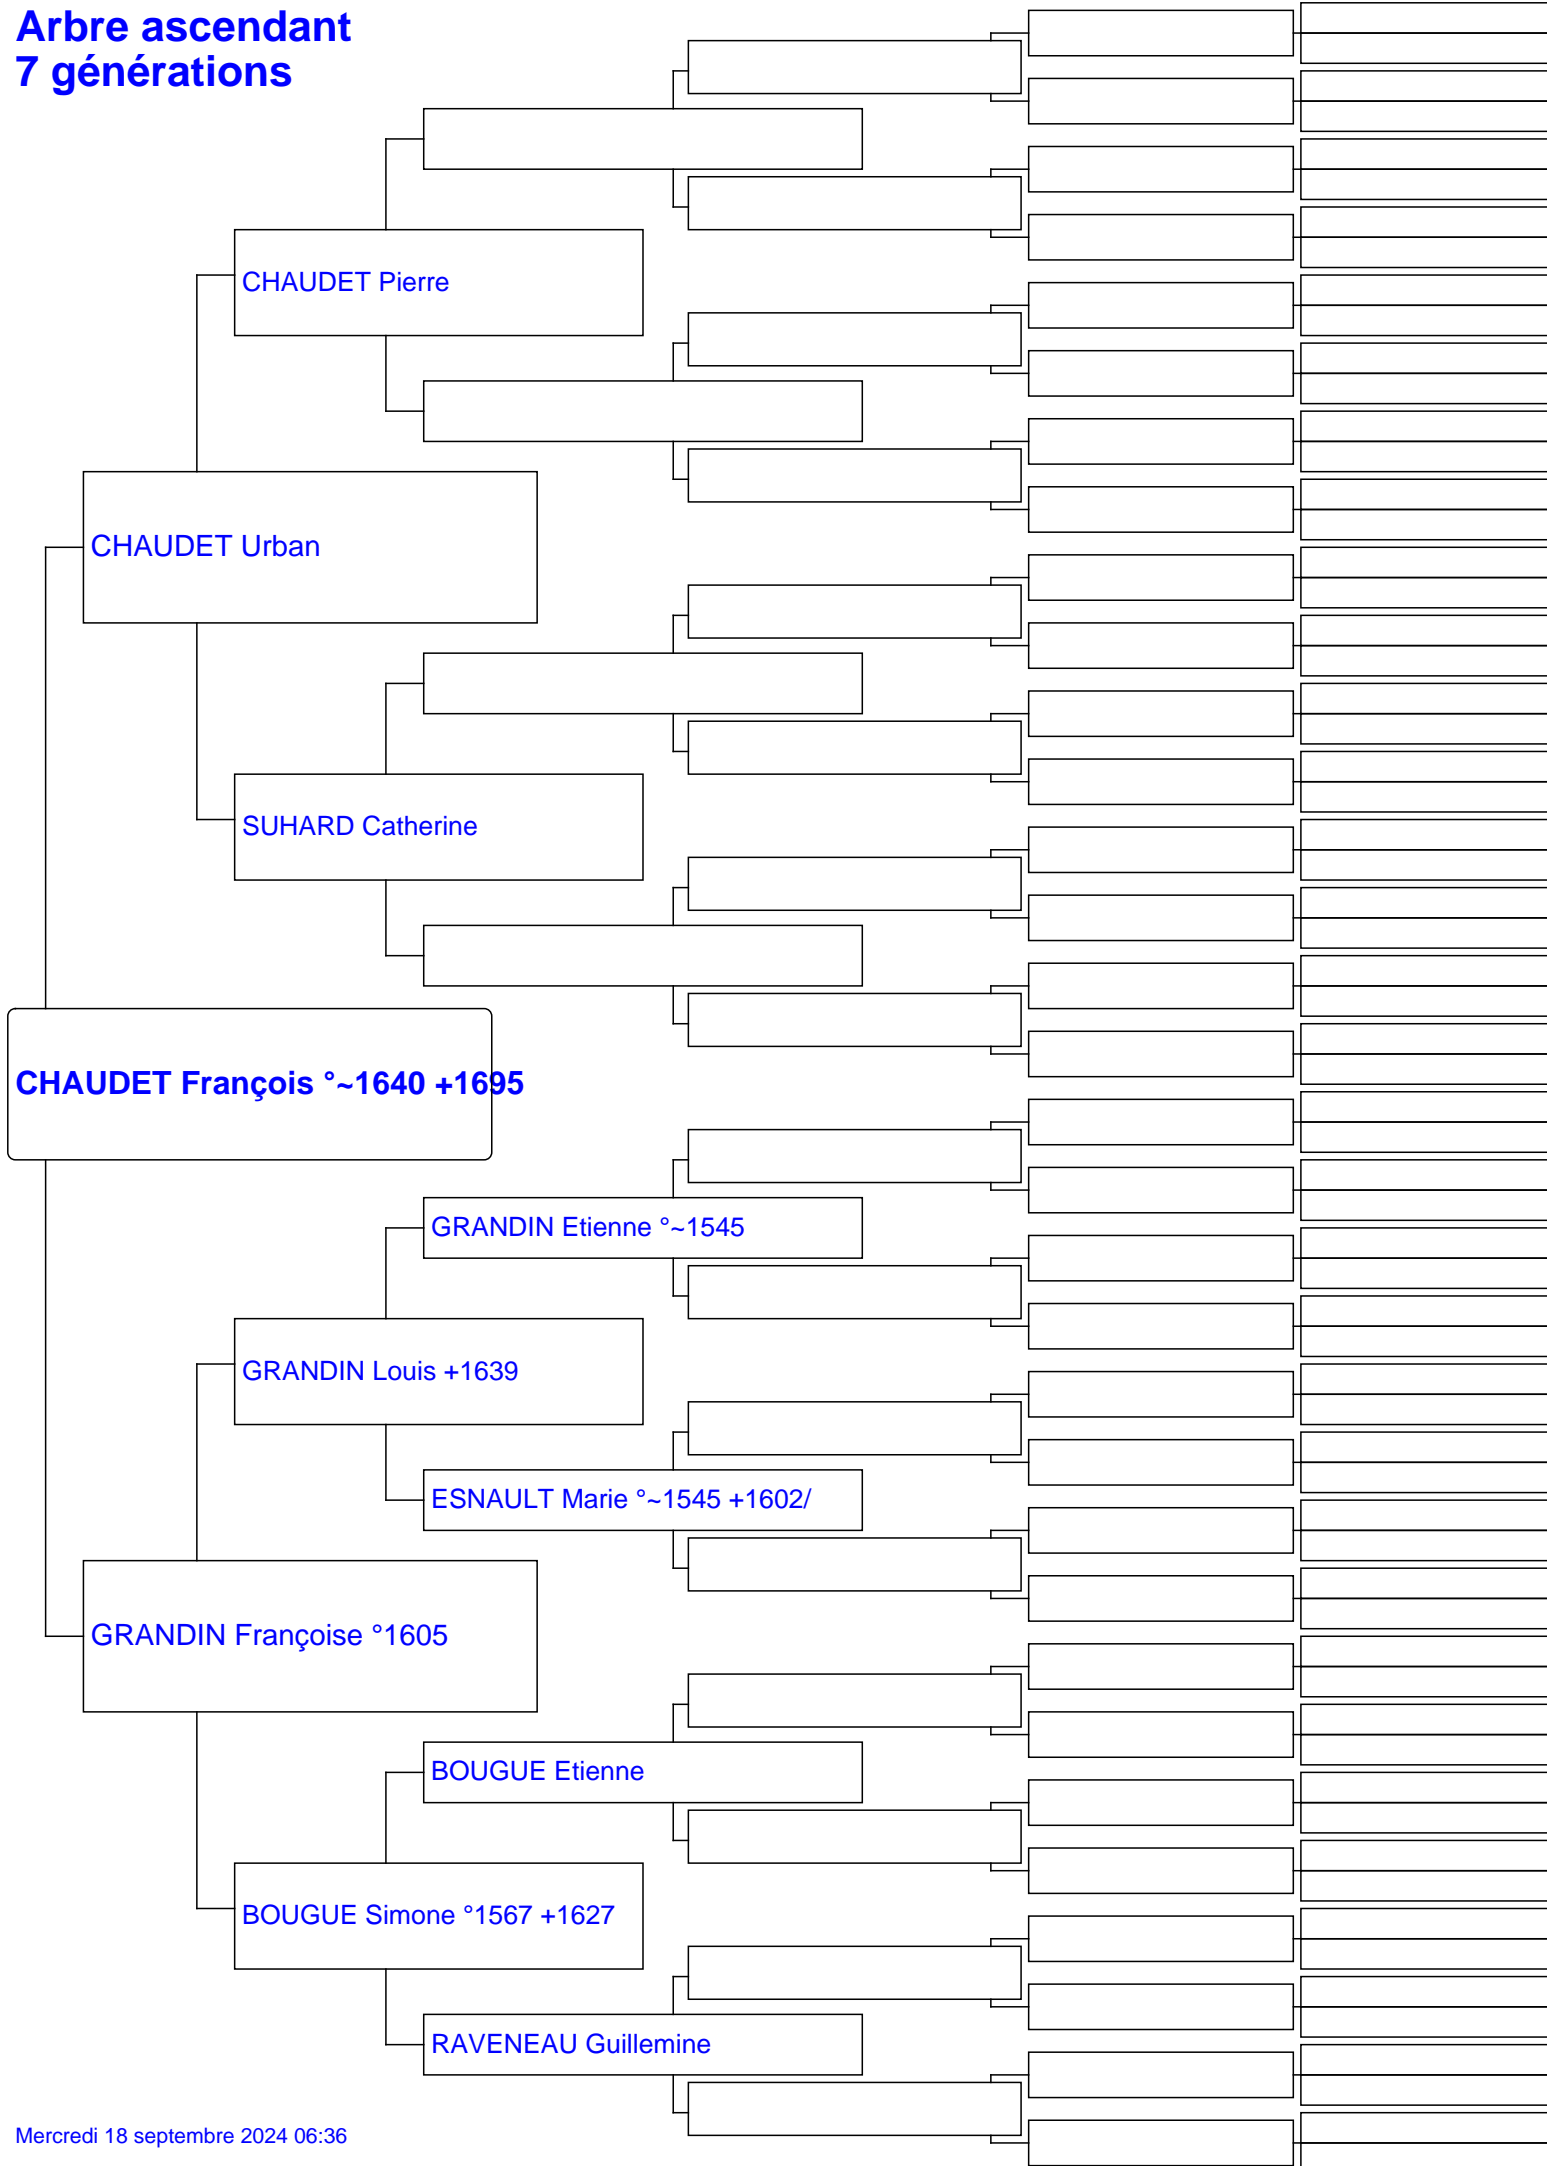 Arbre ascendant
7 générations
CHAUDET Pierre
CHAUDET Urban
SUHARD Catherine
CHAUDET François °~1640 +1695
GRANDIN Etienne °~1545
GRANDIN Louis +1639
ESNAULT Marie °~1545 +1602/
GRANDIN Françoise °1605
BOUGUE Etienne
BOUGUE Simone °1567 +1627
RAVENEAU Guillemine
Mercredi 18 septembre 2024 06:36